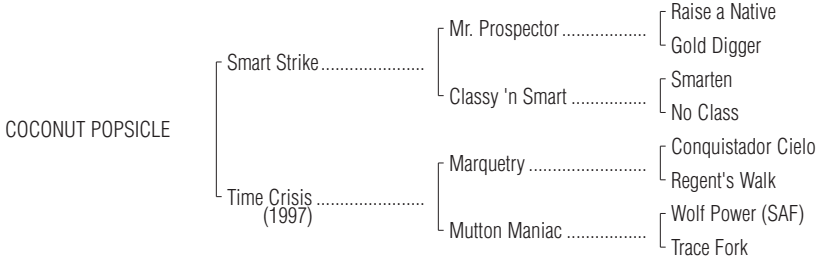 Raise a Native
Mr. Prospector..................
Gold Digger
Smart Strike......................
Smarten
Classy 'n Smart ................
No Class
COCONUT POPSICLE
Conquistador Cielo
Marquetry .........................
Regent's Walk
Time Crisis .......................
(1997)
Wolf Power (SAF)
Mutton Maniac .................
Trace Fork